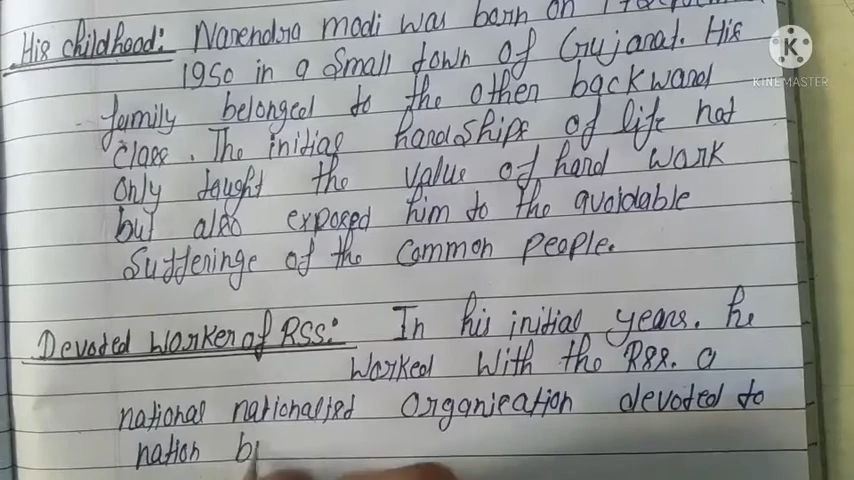 His childhood: Narendra modi was barn on 17
1950 in a small town of Gujarat. His
family belonged to the other backward
class. The initial hardships of life not
only taught the value of hard work
but also exposed him to the avoidable
Sufferings of the common people.
Devoted worker of RSS: In his initial years. he
Worked with the RSS. a
national nationalist organisation devoted to
nation b
K
KINEMASTER